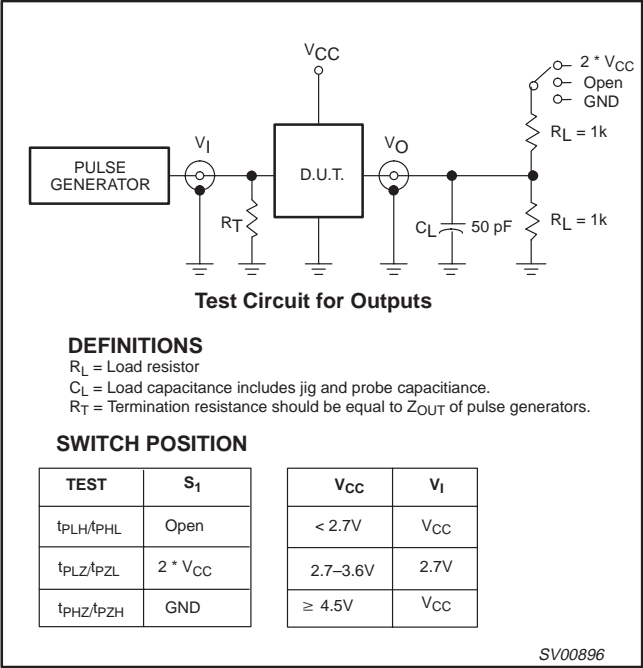 VCC
2 * VCC
Open
GND
RL = 1k
VI
VO
PULSE
GENERATOR
D.U.T.
RT
CL
50 pF
RL = 1k
Test Circuit for Outputs
DEFINITIONS
RL = Load resistor
CL = Load capacitance includes jig and probe capacitiance.
RT = Termination resistance should be equal to ZOUT of pulse generators.
SWITCH POSITION
TEST S1
tPLH/tPHL Open
tPLZ/tPZL 2 * VCC
tPHZ/tPZH GND
VCC VI
< 2.7V VCC
2.7–3.6V 2.7V
≥ 4.5V VCC
SV00896